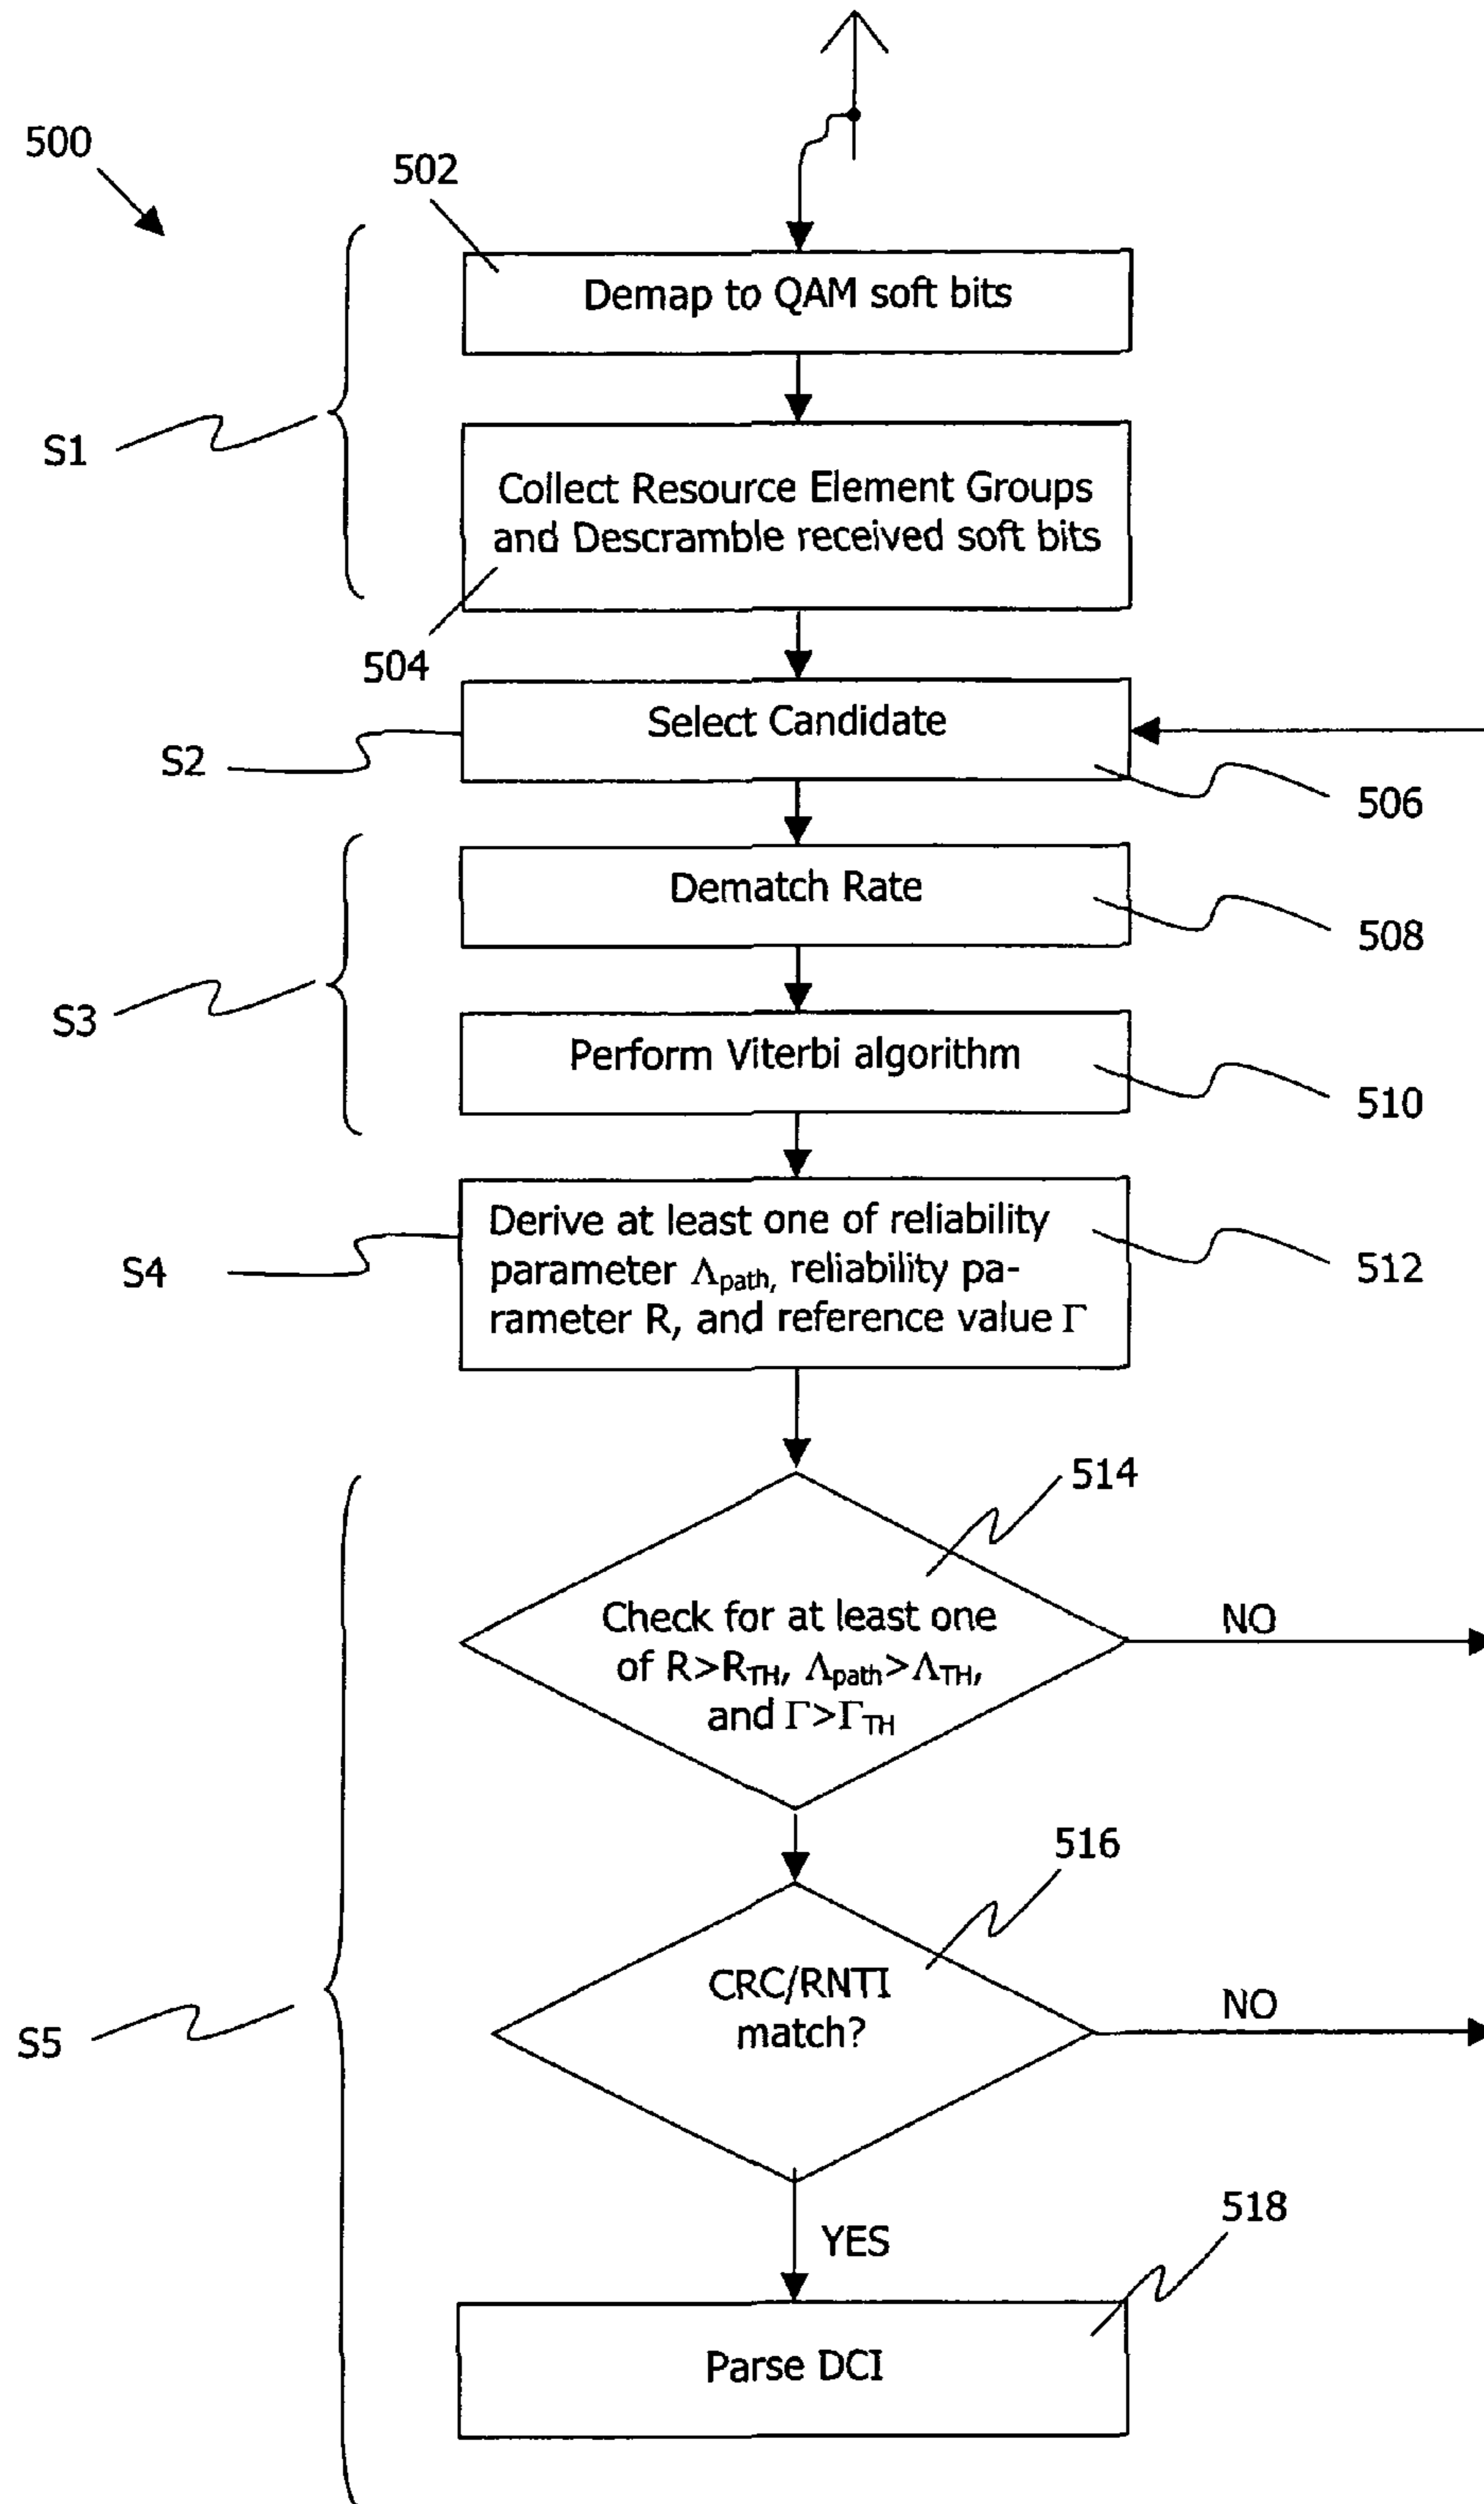 500
502
Demap to QAM soft bits
S1
Collect Resource Element Groups
and Descramble received soft bits
504
Select Candidate
S2
506
Dematch Rate
508
S3
Perform Viterbi algorithm
510
Derive at least one of reliability
parameter Λpath, reliability pa-
rameter R, and reference value Γ
S4
512
514
Check for at least one
of R>RTH, Λpath>ΛTH,
and Γ>ΓTH
NO
516
CRC/RNTI
match?
NO
S5
518
YES
Parse DCI